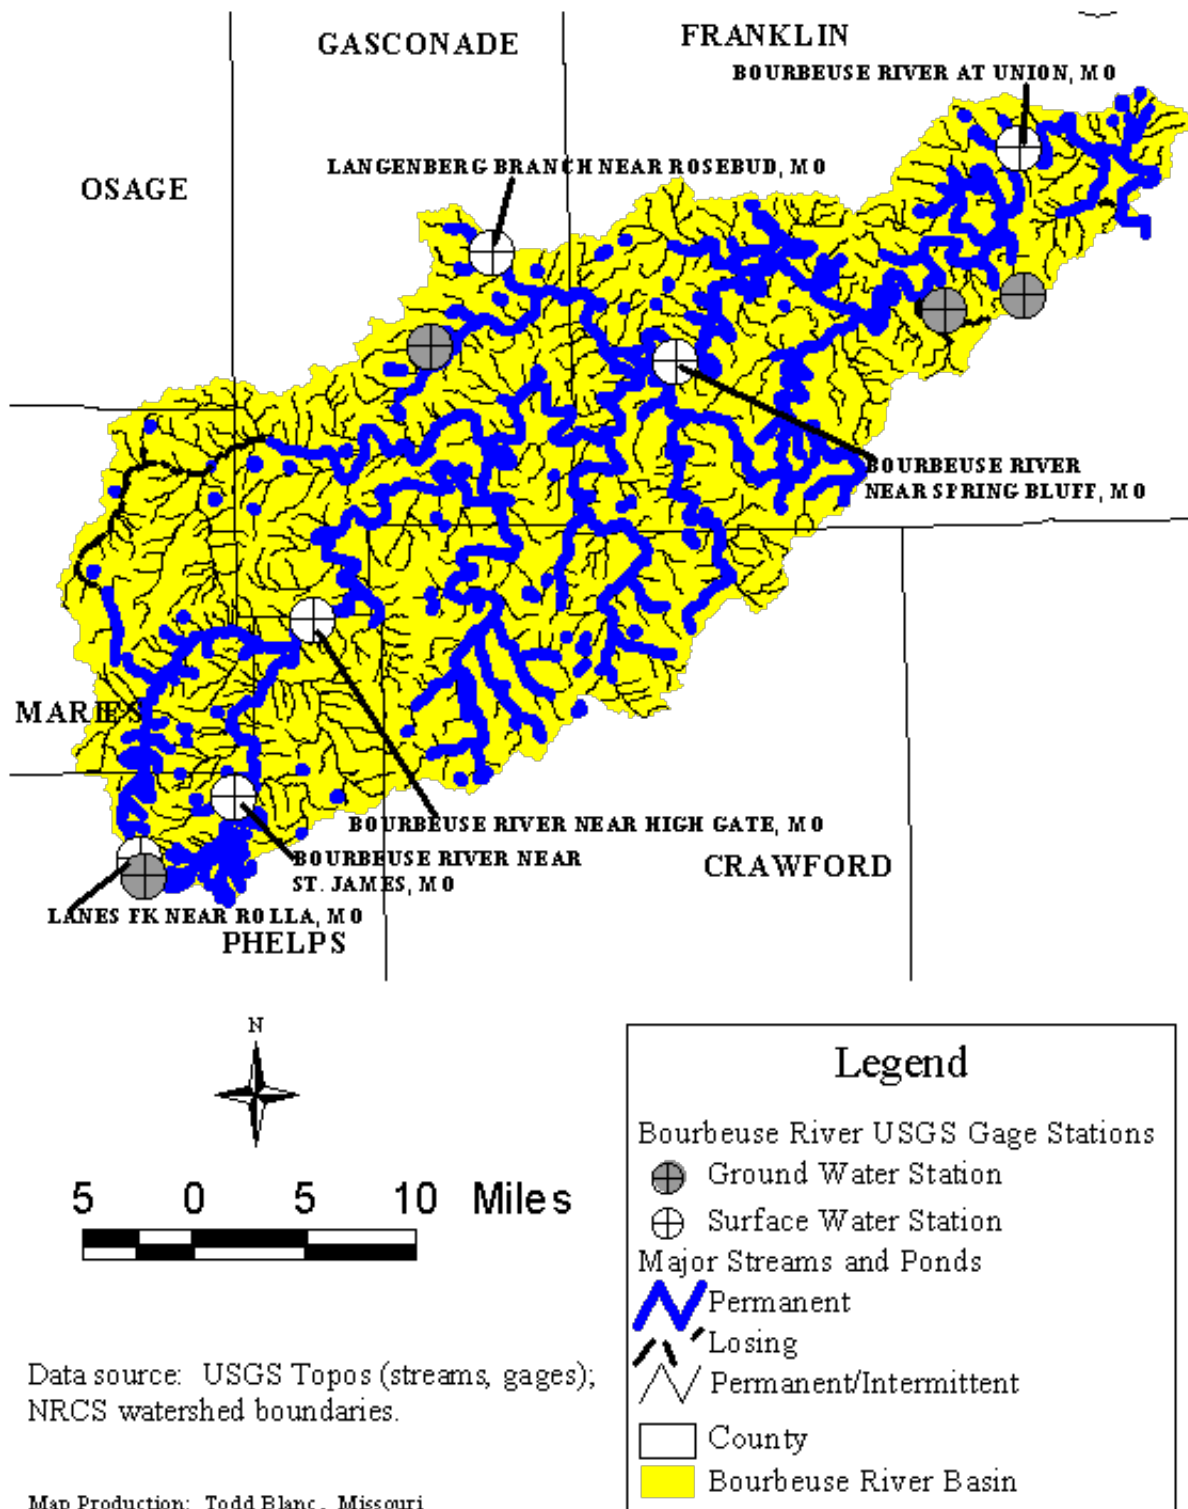 GASCONADE
FRANKLIN
BOURBEUSE RIVER AT UNION, MO
LANGENBERG BRANCH NEAR ROSEBUD, MO
OSAGE
BOURBEUSE RIVER
NEAR SPRING BLUFF, MO
MARIES
BOURBEUSE RIVER NEAR HIGH GATE, MO
BOURBEUSE RIVER NEAR
ST. JAMES, MO
CRAWFORD
LANES FK NEAR ROLLA, MO
PHELPS
N
5 0 5 10 Miles
Legend
Bourbeuse River USGS Gage Stations
Ground Water Station
Surface Water Station
Major Streams and Ponds
Permanent
Losing
Permanent/Intermittent
County
Bourbeuse River Basin
Data source: USGS Topos (streams, gages);
NRCS watershed boundaries.
Map Production: Todd Blanc, Missouri